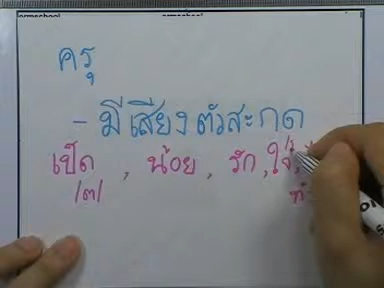 ครุ
- มีเสียงตัวสะกด
เป็ด , น้อย , รัก , ใจ
/ต/